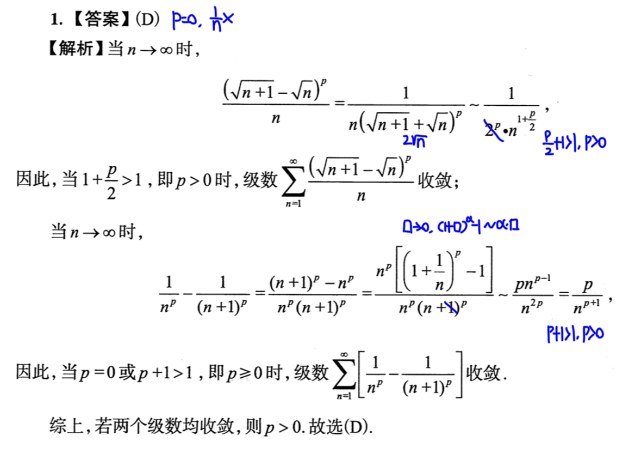 1.【答案】(D) p=0, 1/n ×
【解析】当 n→∞ 时,
(√(n+1) − √n)^p / n = 1 / (n(√(n+1) + √n)^p) ~ 1 / (2^p · n^(1+p/2)),
2√n
p/2+1>1, p>0
因此,当 1+p/2>1,即 p>0 时,级数 ∑_{n=1}^{∞} (√(n+1) − √n)^p / n 收敛;
□→0, (1+□)^α−1~α·□
当 n→∞ 时,
1/n^p − 1/(n+1)^p = ((n+1)^p − n^p) / (n^p(n+1)^p) = n^p[(1+1/n)^p − 1] / (n^p(n+1)^p) ~ pn^(p−1) / n^(2p) = p / n^(p+1),
p+1>1, p>0
因此,当 p=0 或 p+1>1,即 p≥0 时,级数 ∑_{n=1}^{∞} [1/n^p − 1/(n+1)^p] 收敛.
综上,若两个级数均收敛,则 p>0.故选(D).